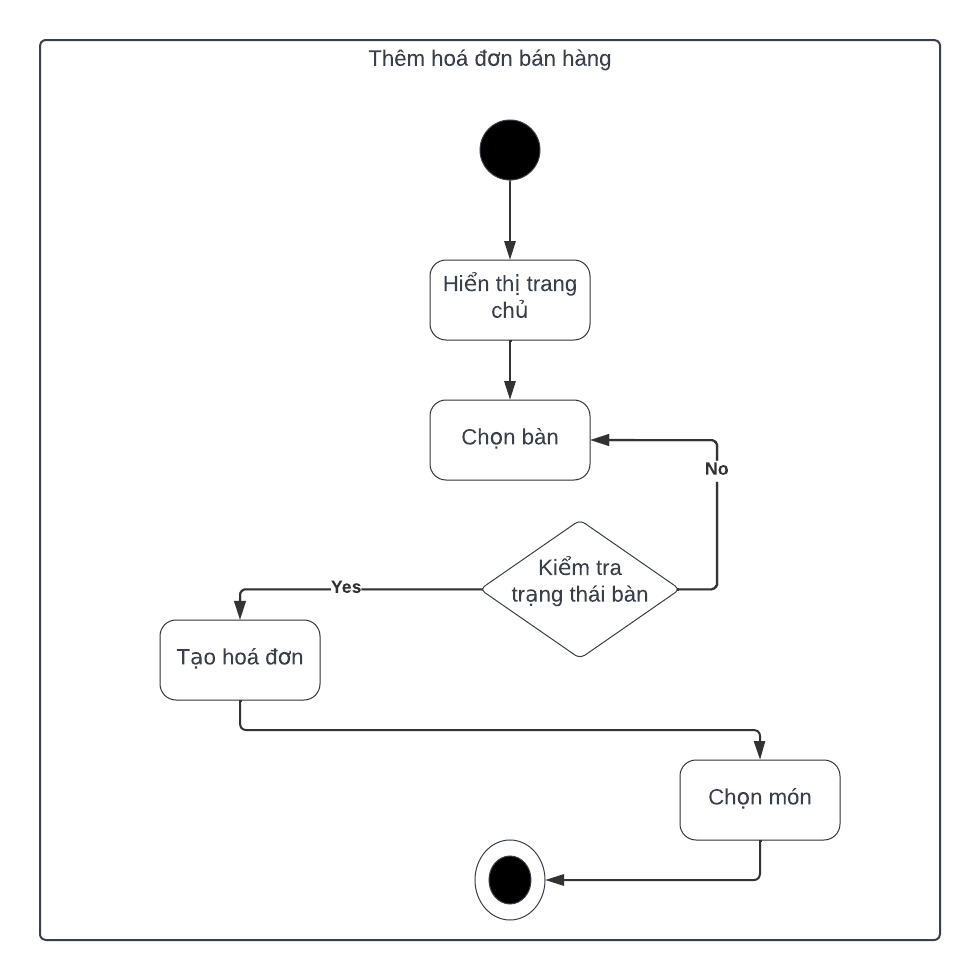 Thêm hoá đơn bán hàng
Hiển thị trang
chủ
Chọn bàn
No
Kiểm tra
trạng thái bàn
Yes
Tạo hoá đơn
Chọn món